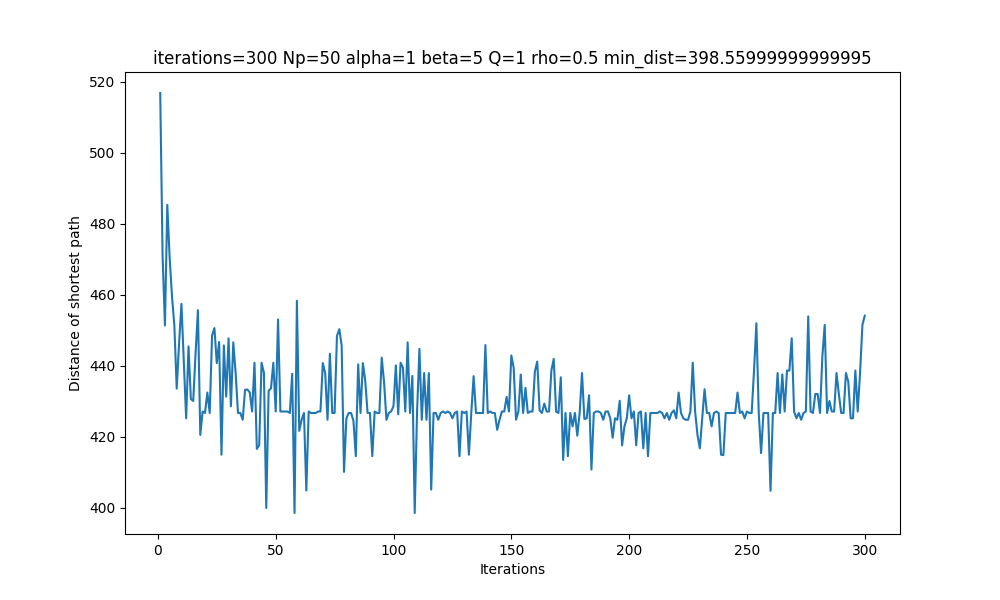 iterations=300 Np=50 alpha=1 beta=5 Q=1 rho=0.5 min_dist=398.55999999999995
520
500
480
460
440
420
400
Distance of shortest path
0 50 100 150 200 250 300
Iterations